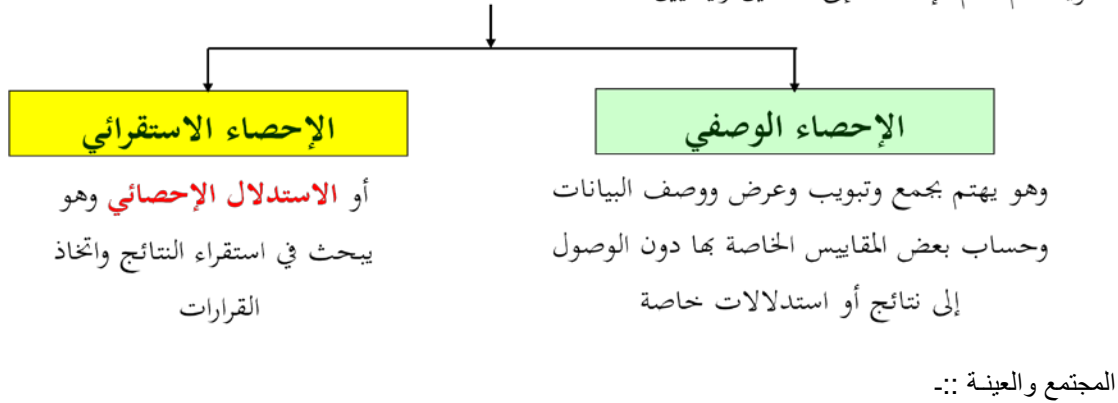 الإحصاء الوصفي
وهو يهتم بجمع وتبويب وعرض ووصف البيانات
وحساب بعض المقاييس الخاصة بها دون الوصول
إلى نتائج أو استدلالات خاصة
الإحصاء الاستقرائي
أو الاستدلال الإحصائي وهو
يبحث في استقراء النتائج واتخاذ
القرارات
المجتمع والعينـة ::ـ